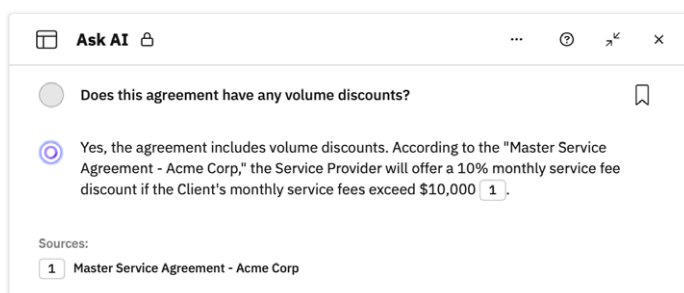 Ask AI
Does this agreement have any volume discounts?
Yes, the agreement includes volume discounts. According to the "Master Service
Agreement - Acme Corp," the Service Provider will offer a 10% monthly service fee
discount if the Client's monthly service fees exceed $10,000 1.
Sources:
1 Master Service Agreement - Acme Corp